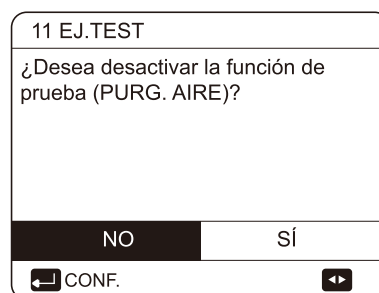 11 EJ.TEST
¿Desea desactivar la función de
prueba (PURG. AIRE)?
NO SÍ
CONF.